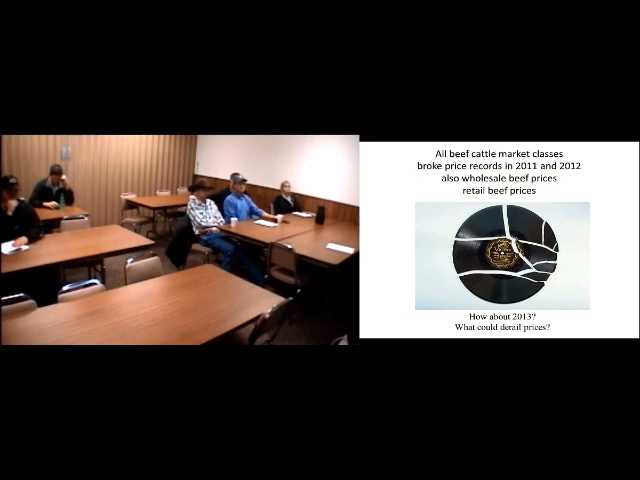 All beef cattle market classes
broke price records in 2011 and 2012
also wholesale beef prices
retail beef prices
How about 2013?
What could derail prices?